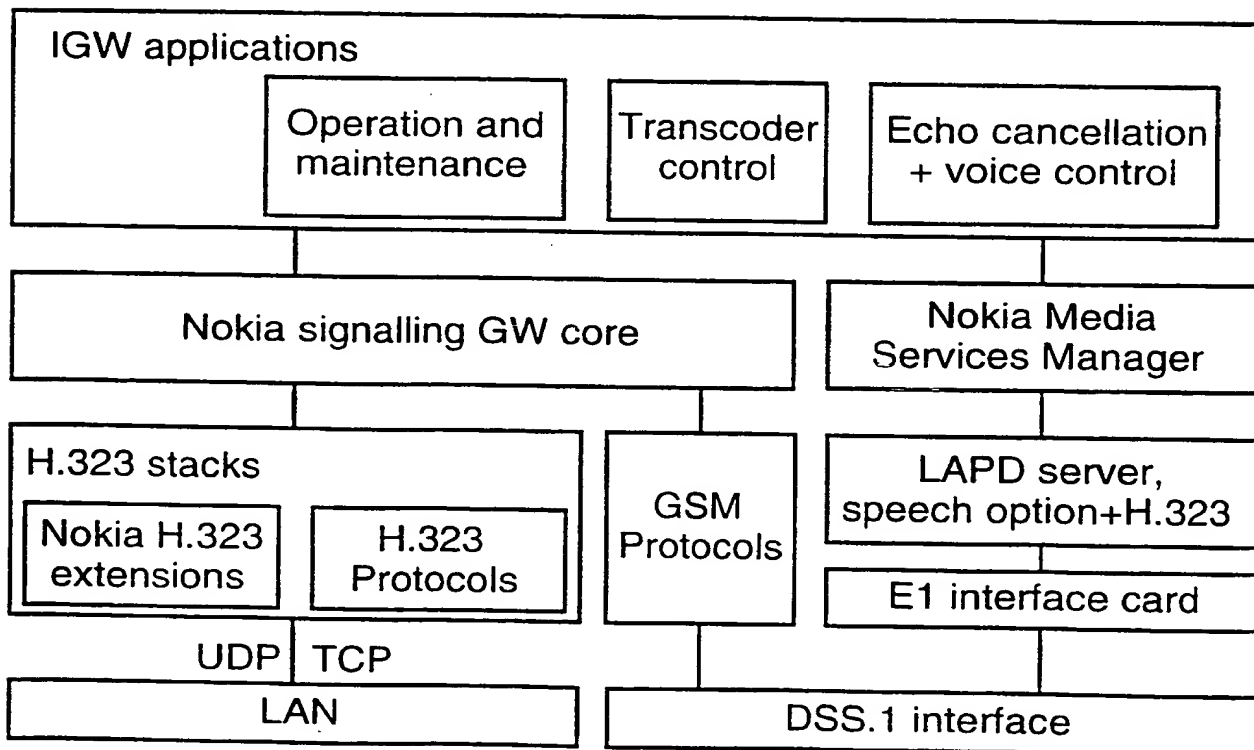 IGW applications
Operation and
maintenance
Transcoder
control
Echo cancellation
+ voice control
Nokia signalling GW core
Nokia Media
Services Manager
H.323 stacks
Nokia H.323
extensions
H.323
Protocols
GSM
Protocols
LAPD server,
speech option+H.323
E1 interface card
UDP TCP
LAN
DSS.1 interface